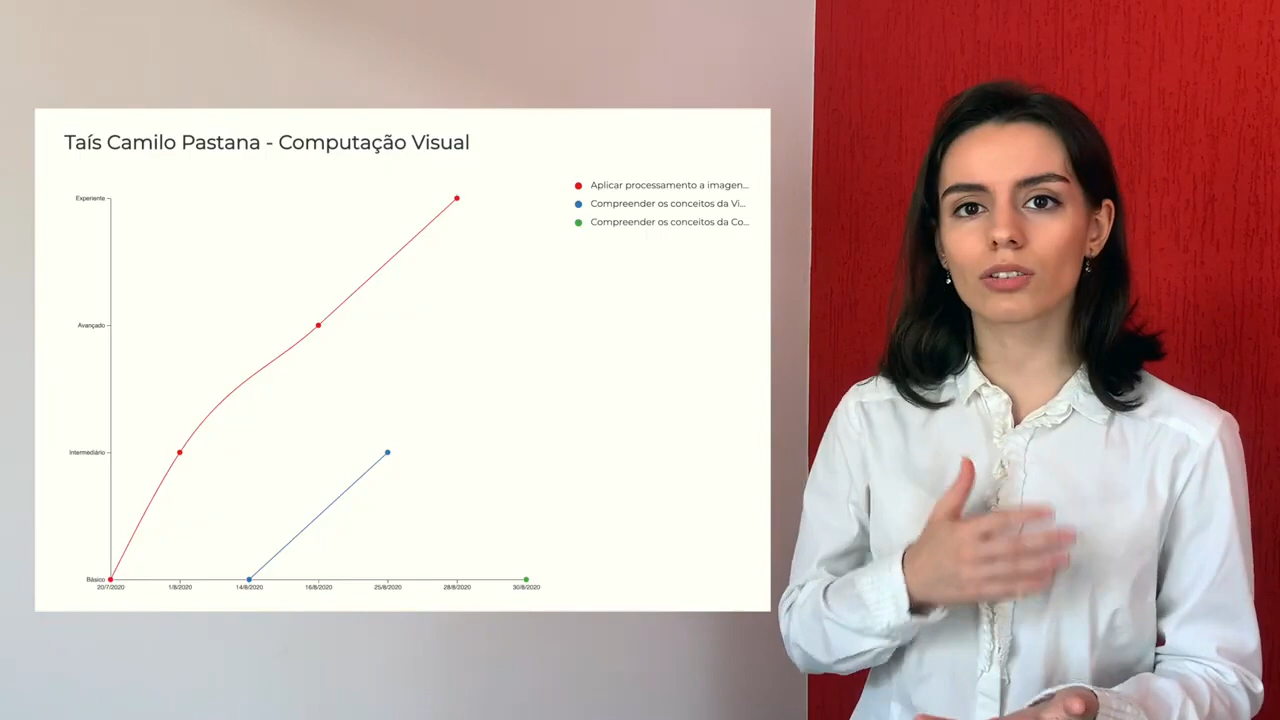 Taís Camilo Pastana - Computação Visual
Aplicar processamento a imagen...
Compreender os conceitos da Vi...
Compreender os conceitos da Co...
Experiente
Avançado
Intermediário
Básico
20/7/2020 1/8/2020 14/8/2020 16/8/2020 25/8/2020 28/8/2020 30/8/2020